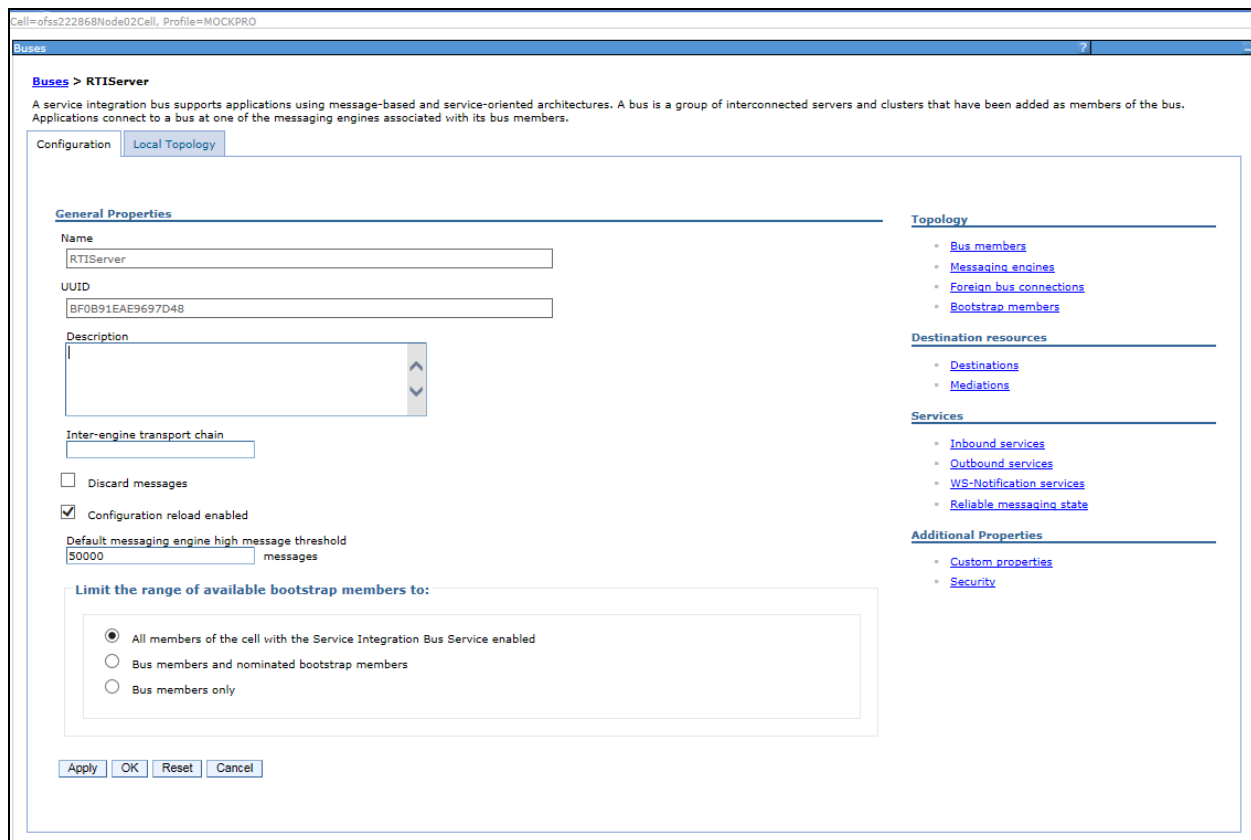 Cell=ofss222868Node02Cell, Profile=MOCKPRO
Buses ?
Buses > RTIServer
A service integration bus supports applications using message-based and service-oriented architectures. A bus is a group of interconnected servers and clusters that have been added as members of the bus.
Applications connect to a bus at one of the messaging engines associated with its bus members.
Configuration Local Topology
General Properties
Name
RTIServer
UUID
BF0B91EAE9697D48
Description
Inter-engine transport chain
Discard messages
Configuration reload enabled
Default messaging engine high message threshold
50000 messages
Limit the range of available bootstrap members to:
All members of the cell with the Service Integration Bus Service enabled
Bus members and nominated bootstrap members
Bus members only
Apply OK Reset Cancel
Topology
Bus members
Messaging engines
Foreign bus connections
Bootstrap members
Destination resources
Destinations
Mediations
Services
Inbound services
Outbound services
WS-Notification services
Reliable messaging state
Additional Properties
Custom properties
Security